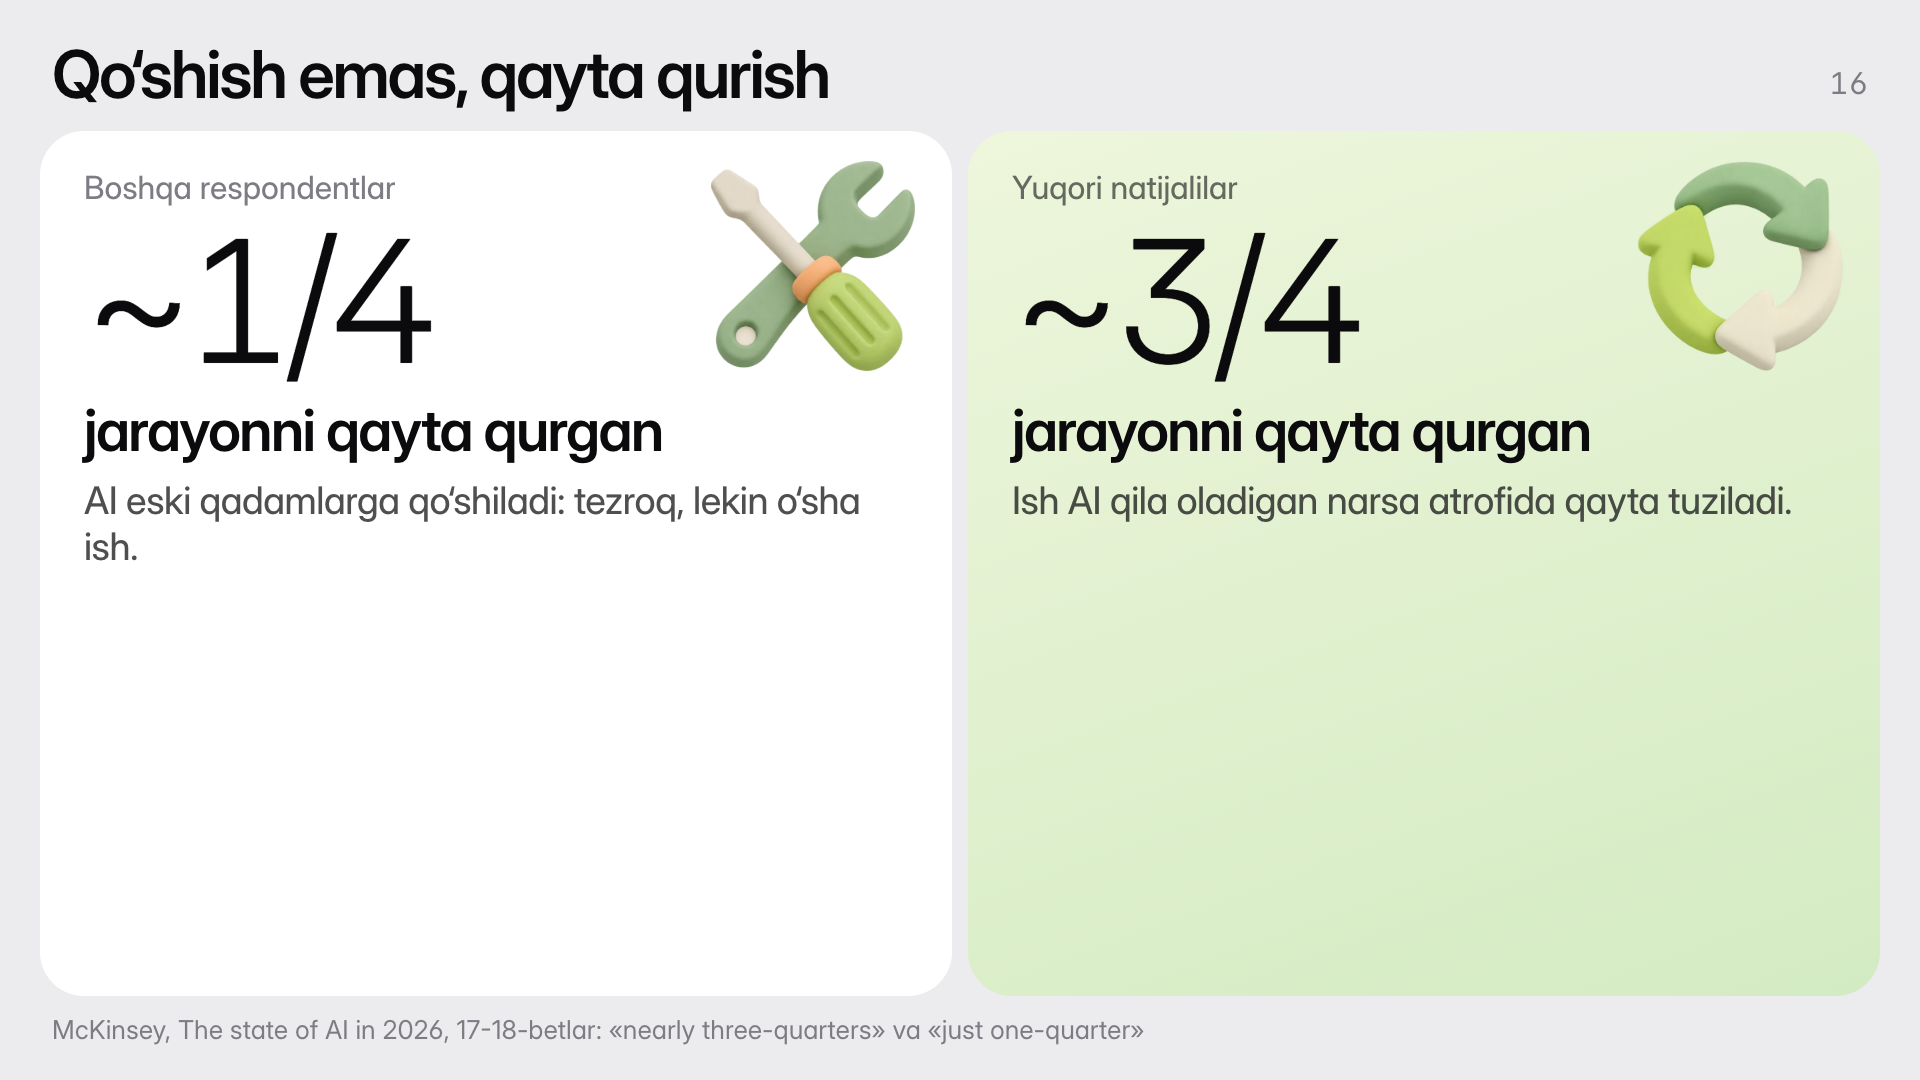 Qo‘shish emas, qayta qurish
16
Boshqa respondentlar
~1/4
jarayonni qayta qurgan
AI eski qadamlarga qo‘shiladi: tezroq, lekin o‘sha
ish.
Yuqori natijalilar
~3/4
jarayonni qayta qurgan
Ish AI qila oladigan narsa atrofida qayta tuziladi.
McKinsey, The state of AI in 2026, 17-18-betlar: «nearly three-quarters» va «just one-quarter»